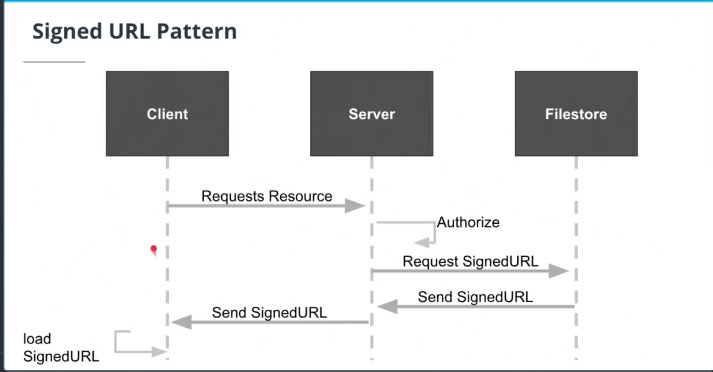 Signed URL Pattern
Client
Server
Filestore
Requests Resource
Authorize
Request SignedURL
Send SignedURL
Send SignedURL
load
SignedURL